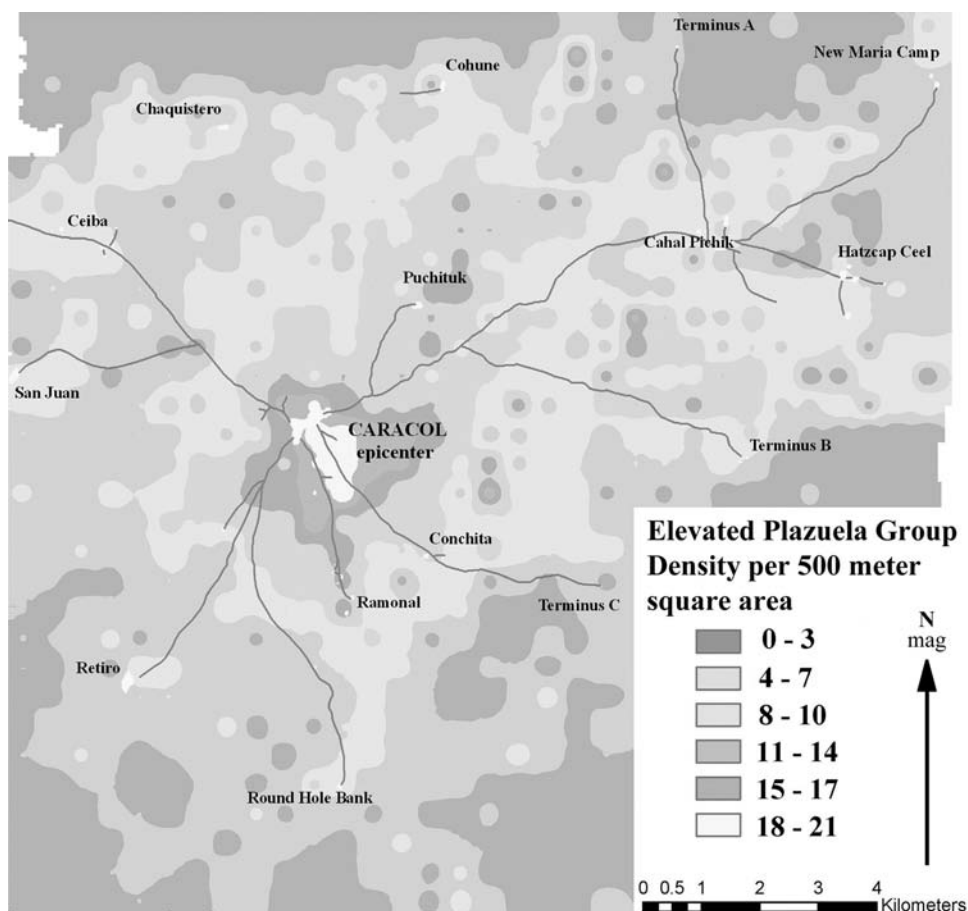 Terminus A
New Maria Camp
Cohune
Chaquistero
Ceiba
Cahal Pichik
Hatzcap Ceel
Puchituk
San Juan
CARACOL
epicenter
Terminus B
Conchita
Ramonal
Terminus C
Retiro
Round Hole Bank
Elevated Plazuela Group
Density per 500 meter
square area
0 - 3
4 - 7
8 - 10
11 - 14
15 - 17
18 - 21
N
mag
0 0.5 1 2 3 4
Kilometers